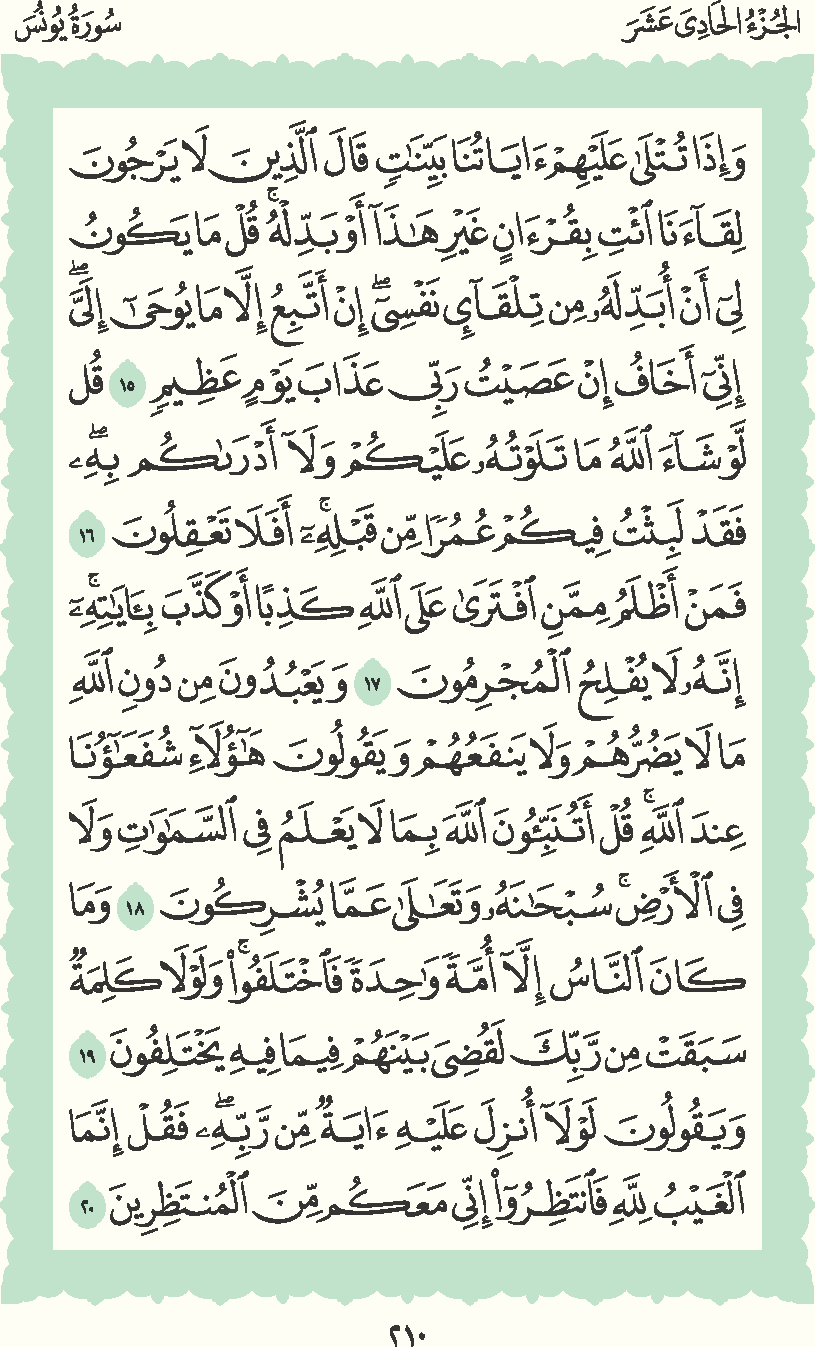 الجُزْءُ الحَادِىَ عَشَرَ
سُورَةُ يُونُسَ
وَإِذَا تُتْلَىٰ عَلَيْهِمْ ءَايَاتُنَا بَيِّنَٰتٍ قَالَ ٱلَّذِينَ لَا يَرْجُونَ
لِقَآءَنَا ٱئْتِ بِقُرْءَانٍ غَيْرِ هَٰذَآ أَوْ بَدِّلْهُۚ قُلْ مَا يَكُونُ
لِىٓ أَنْ أُبَدِّلَهُۥ مِن تِلْقَآئِ نَفْسِىٓۖ إِنْ أَتَّبِعُ إِلَّا مَا يُوحَىٰٓ إِلَىَّۖ
إِنِّىٓ أَخَافُ إِنْ عَصَيْتُ رَبِّى عَذَابَ يَوْمٍ عَظِيمٍ ١٥ قُل
لَّوْ شَآءَ ٱللَّهُ مَا تَلَوْتُهُۥ عَلَيْكُمْ وَلَآ أَدْرَىٰكُم بِهِۦۖ
فَقَدْ لَبِثْتُ فِيكُمْ عُمُرًا مِّن قَبْلِهِۦٓۚ أَفَلَا تَعْقِلُونَ ١٦
فَمَنْ أَظْلَمُ مِمَّنِ ٱفْتَرَىٰ عَلَى ٱللَّهِ كَذِبًا أَوْ كَذَّبَ بِـَٔايَٰتِهِۦٓۚ
إِنَّهُۥ لَا يُفْلِحُ ٱلْمُجْرِمُونَ ١٧ وَيَعْبُدُونَ مِن دُونِ ٱللَّهِ
مَا لَا يَضُرُّهُمْ وَلَا يَنفَعُهُمْ وَيَقُولُونَ هَٰٓؤُلَآءِ شُفَعَٰٓؤُنَا
عِندَ ٱللَّهِۚ قُلْ أَتُنَبِّـُٔونَ ٱللَّهَ بِمَا لَا يَعْلَمُ فِى ٱلسَّمَٰوَٰتِ وَلَا
فِى ٱلْأَرْضِۚ سُبْحَٰنَهُۥ وَتَعَٰلَىٰ عَمَّا يُشْرِكُونَ ١٨ وَمَا
كَانَ ٱلنَّاسُ إِلَّآ أُمَّةً وَٰحِدَةً فَٱخْتَلَفُوا۟ۚ وَلَوْلَا كَلِمَةٌ
سَبَقَتْ مِن رَّبِّكَ لَقُضِىَ بَيْنَهُمْ فِيمَا فِيهِ يَخْتَلِفُونَ ١٩
وَيَقُولُونَ لَوْلَآ أُنزِلَ عَلَيْهِ ءَايَةٌ مِّن رَّبِّهِۦۖ فَقُلْ إِنَّمَا
ٱلْغَيْبُ لِلَّهِ فَٱنتَظِرُوٓا۟ إِنِّى مَعَكُم مِّنَ ٱلْمُنتَظِرِينَ ٢٠
٢١٠